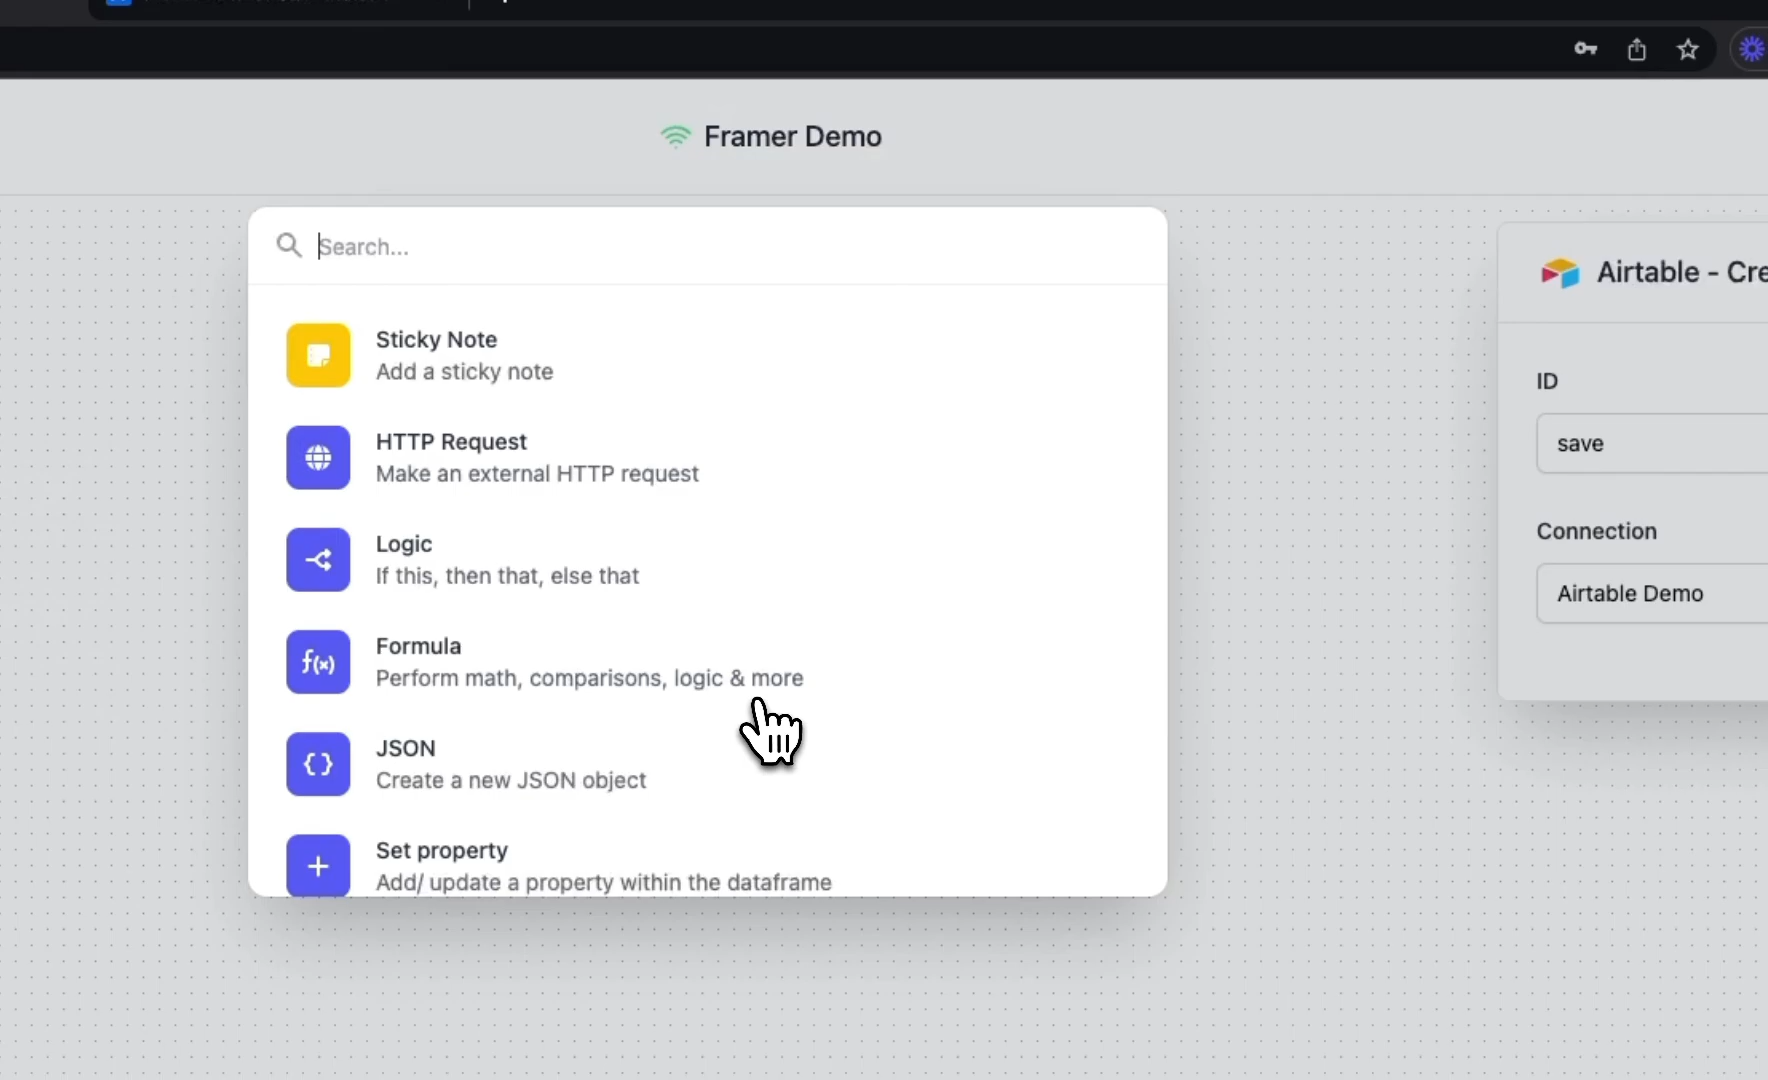 Framer Demo
Search...
Sticky Note
Add a sticky note
HTTP Request
Make an external HTTP request
Logic
If this, then that, else that
Formula
f(x)
Perform math, comparisons, logic & more
JSON
{}
Create a new JSON object
Set property
Add/ update a property within the dataframe
Airtable - Cre
ID
save
Connection
Airtable Demo